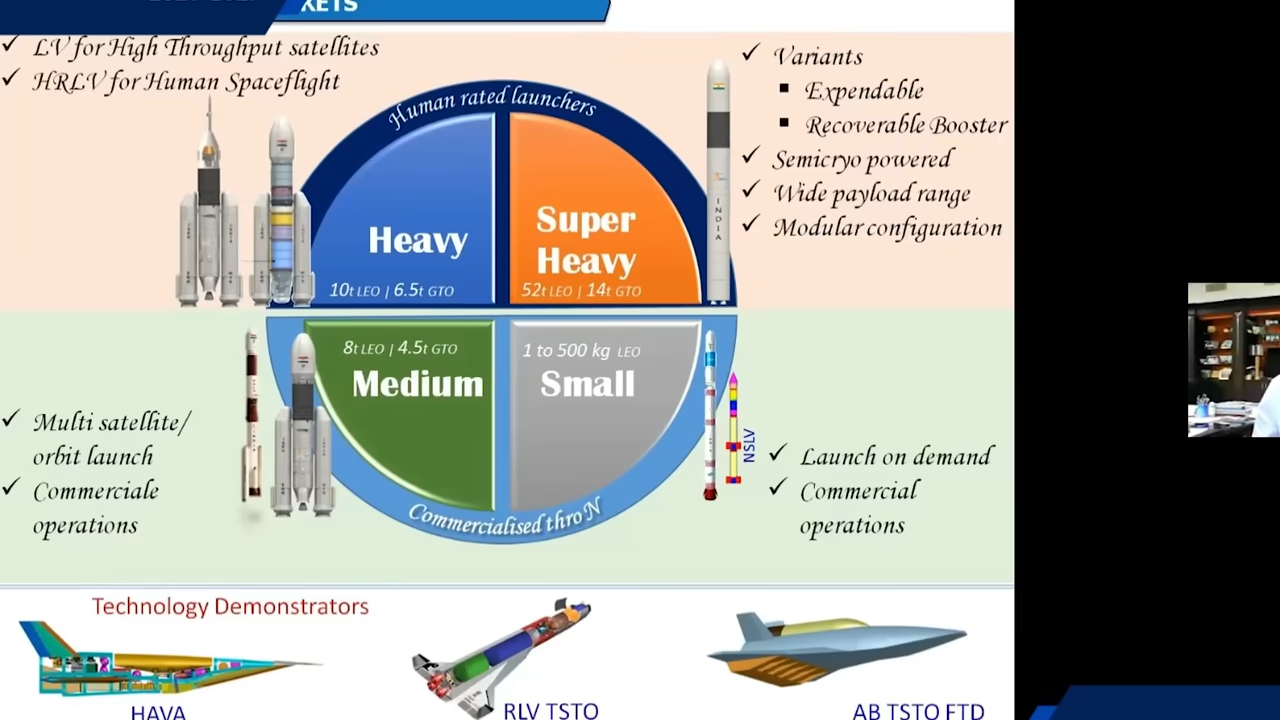 KETS
✓ LV for High Throughput satellites
✓ HRLV for Human Spaceflight
Human rated launchers
✓ Variants
▪ Expendable
▪ Recoverable Booster
✓ Semicryo powered
✓ Wide payload range
✓ Modular configuration
INDIA
Heavy
10t LEO | 6.5t GTO
Super
Heavy
52t LEO | 14t GTO
8t LEO | 4.5t GTO
Medium
1 to 500 kg LEO
Small
Commercialised thro N
✓ Multi satellite/
orbit launch
✓ Commerciale
operations
NSLV
✓ Launch on demand
✓ Commercial
operations
Technology Demonstrators
HAVA
RLV TSTO
AB TSTO FTD